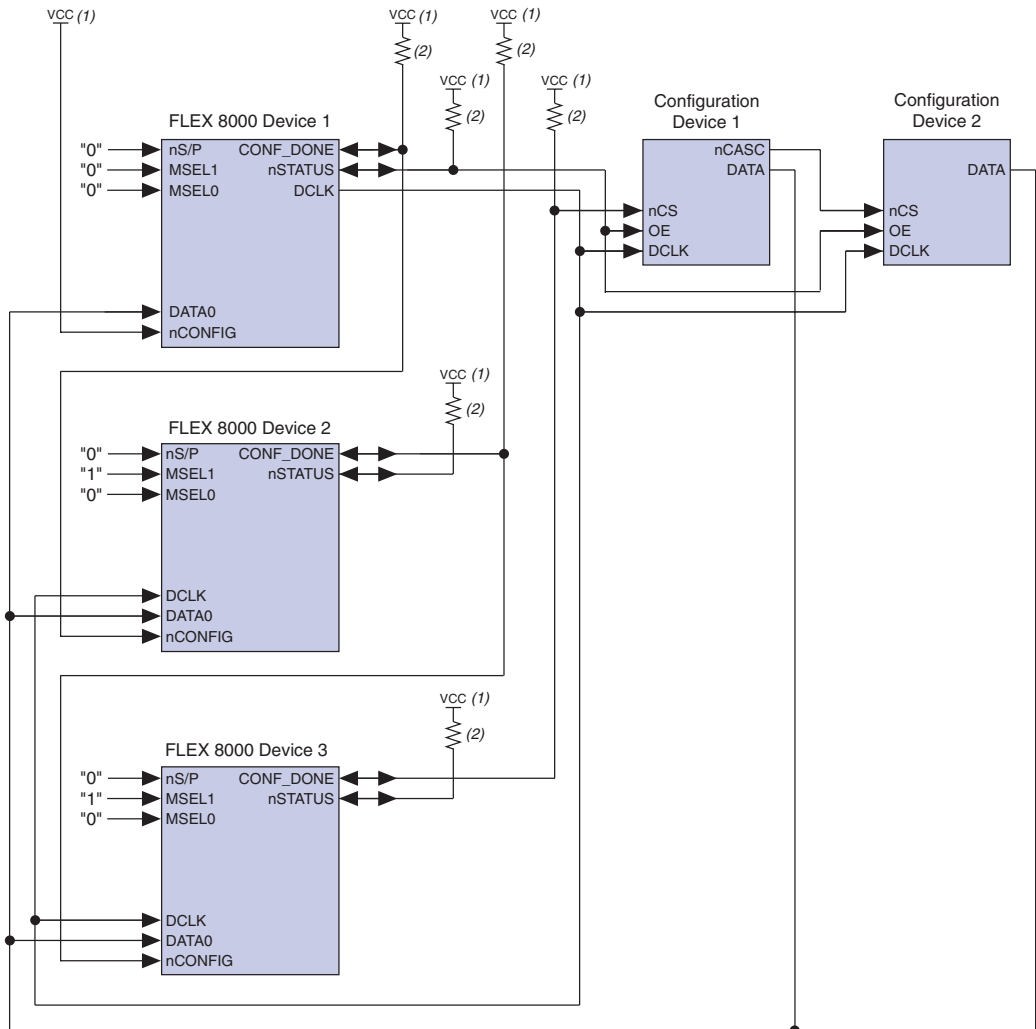 VCC (1)
VCC (1)
VCC (1)
(2)
(2)
VCC (1)
VCC (1)
(2)
(2)
FLEX 8000 Device 1
"0" nS/P CONF_DONE
"0" MSEL1 nSTATUS
"0" MSEL0 DCLK
DATA0
nCONFIG
Configuration
Device 1
nCASC
DATA
nCS
OE
DCLK
Configuration
Device 2
DATA
nCS
OE
DCLK
VCC (1)
(2)
FLEX 8000 Device 2
"0" nS/P CONF_DONE
"1" MSEL1 nSTATUS
"0" MSEL0
DCLK
DATA0
nCONFIG
VCC (1)
(2)
FLEX 8000 Device 3
"0" nS/P CONF_DONE
"1" MSEL1 nSTATUS
"0" MSEL0
DCLK
DATA0
nCONFIG